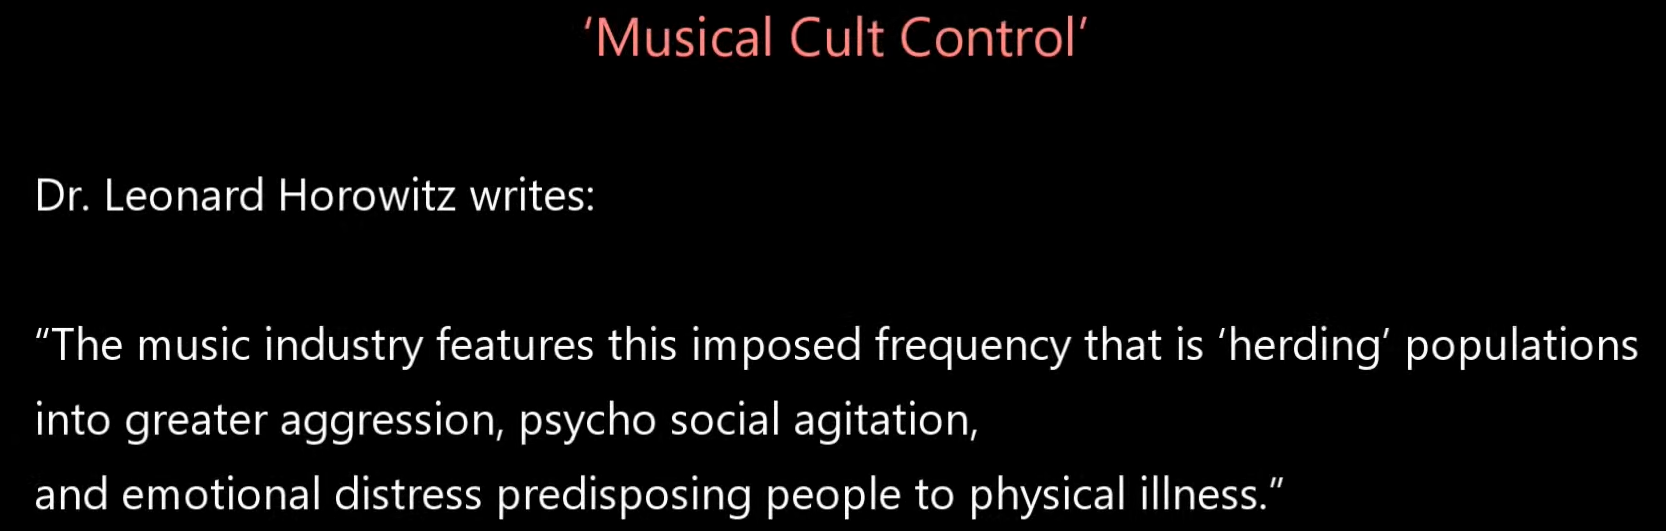 ‘Musical Cult Control’
Dr. Leonard Horowitz writes:
“The music industry features this imposed frequency that is ‘herding’ populations
into greater aggression, psycho social agitation,
and emotional distress predisposing people to physical illness.”